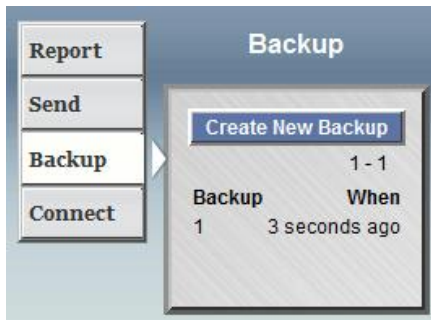 Report
Send
Backup
Connect
Backup
Create New Backup
1 - 1
Backup When
1 3 seconds ago